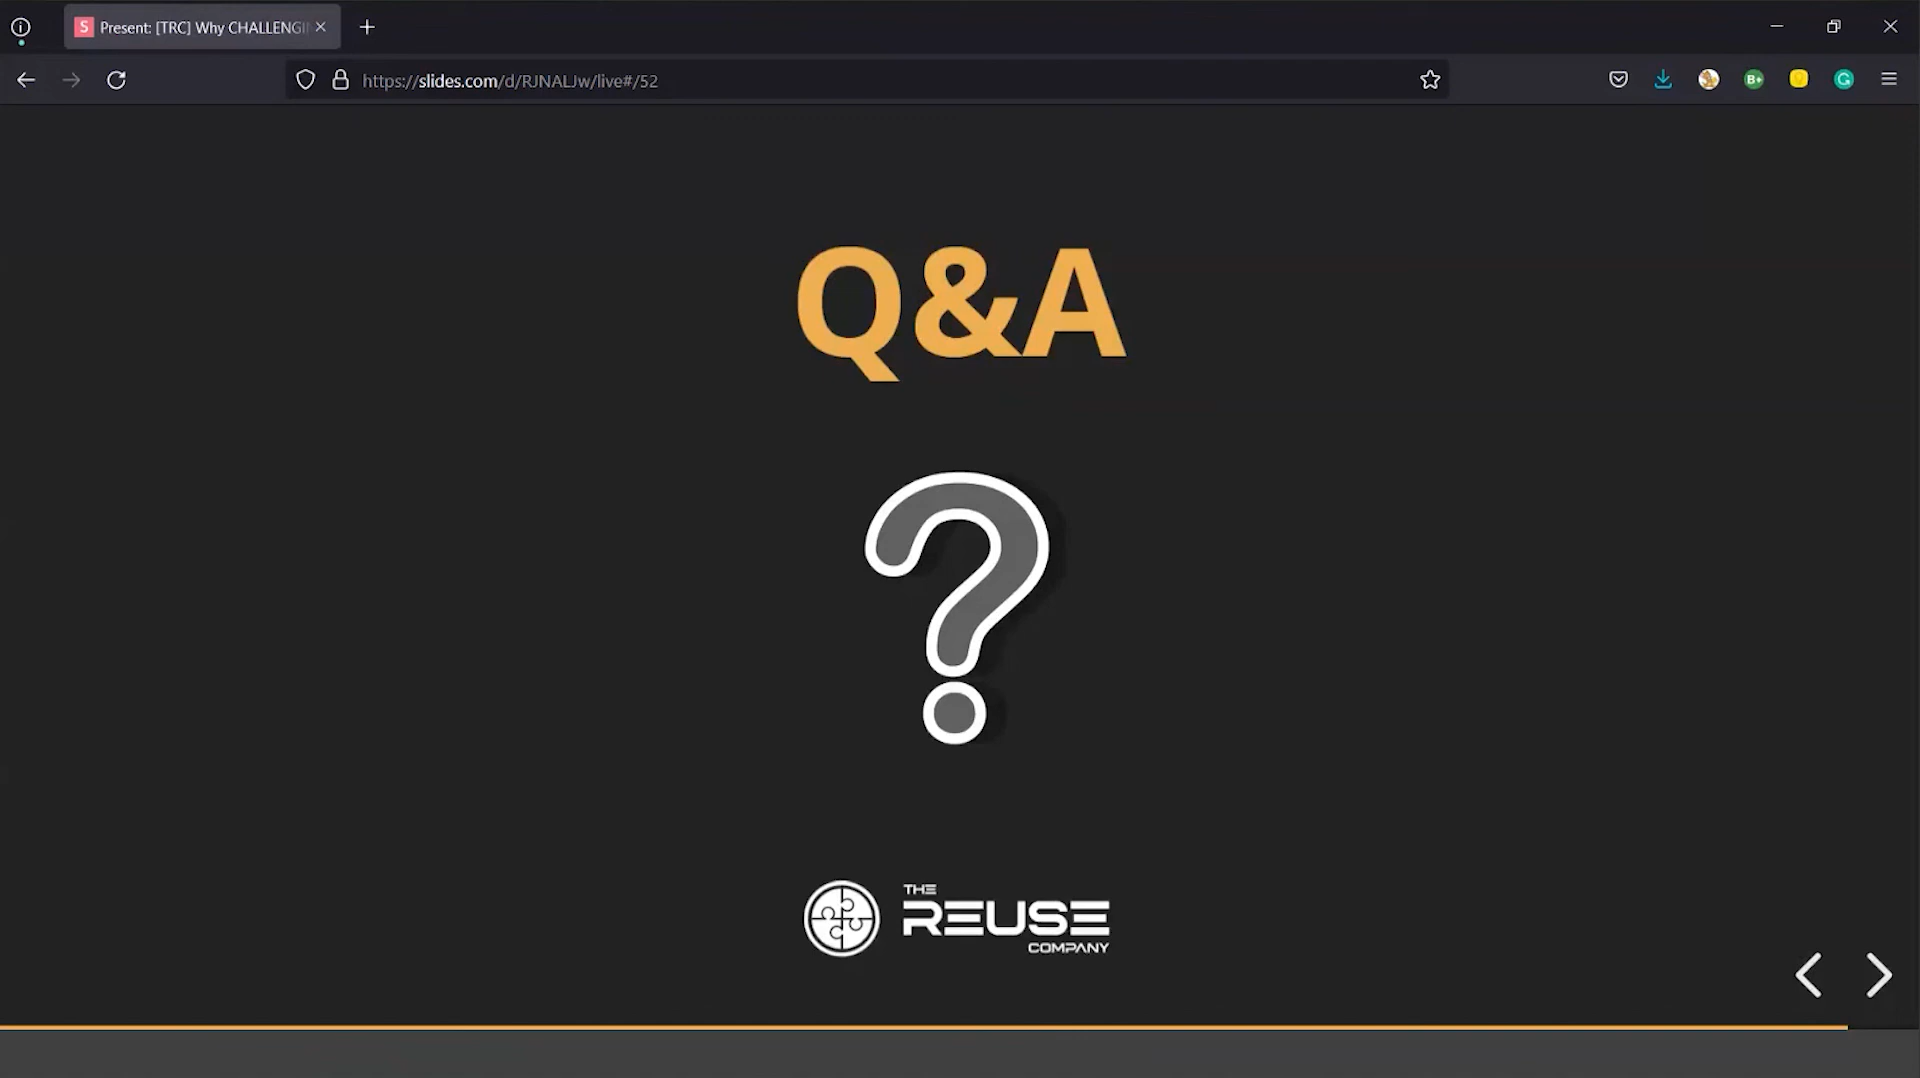 Present: [TRC] Why CHALLENGI
https://slides.com/d/RJNALJw/live#/52
Q&A
?
THE
REUSE
COMPANY